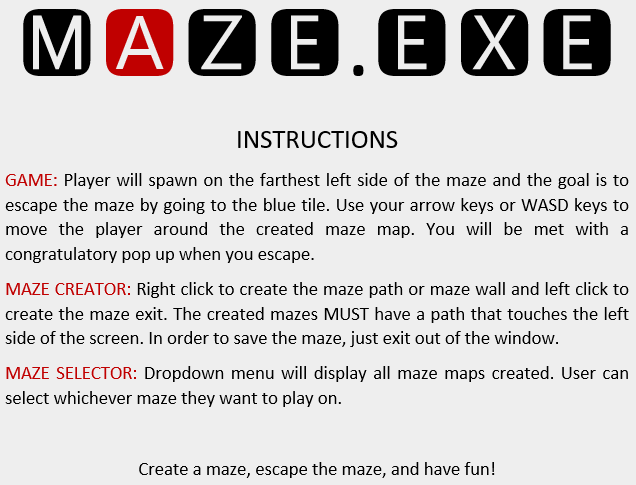 MAZE.EXE
INSTRUCTIONS
GAME: Player will spawn on the farthest left side of the maze and the goal is to
escape the maze by going to the blue tile. Use your arrow keys or WASD keys to
move the player around the created maze map. You will be met with a
congratulatory pop up when you escape.
MAZE CREATOR: Right click to create the maze path or maze wall and left click to
create the maze exit. The created mazes MUST have a path that touches the left
side of the screen. In order to save the maze, just exit out of the window.
MAZE SELECTOR: Dropdown menu will display all maze maps created. User can
select whichever maze they want to play on.
Create a maze, escape the maze, and have fun!